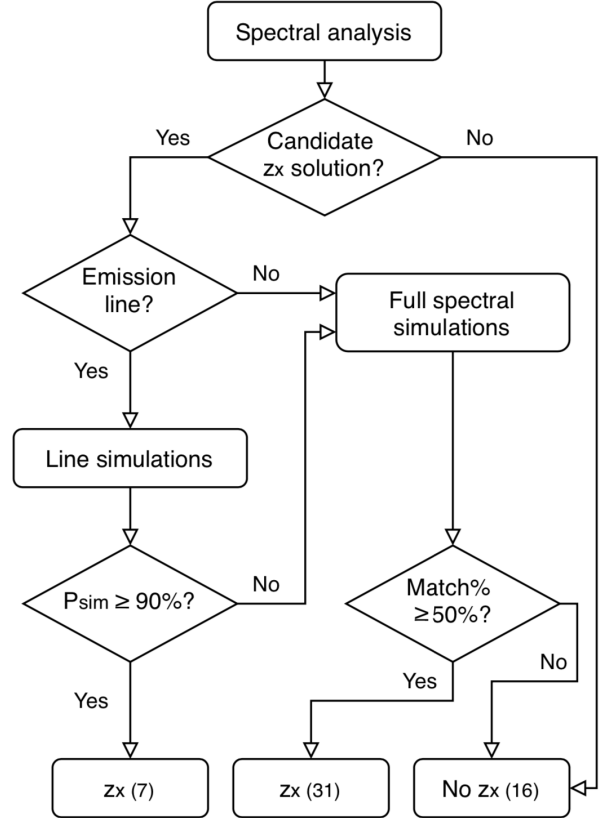 Spectral analysis
Yes
Candidate
zx solution?
No
Emission
line?
No
Full spectral
simulations
Yes
Line simulations
Psim ≥ 90%?
No
Match%
≥50%?
Yes
No
Yes
zx (7)
zx (31)
No zx (16)